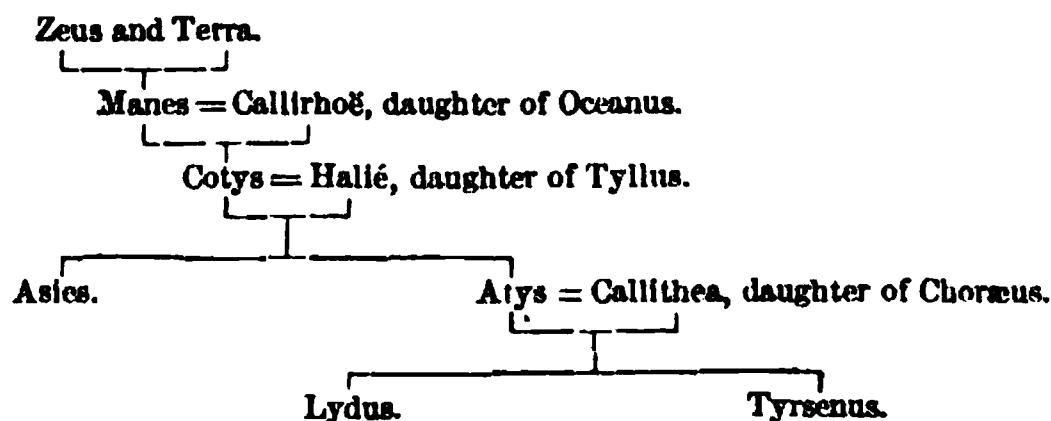 Zeus and Terra.
Manes = Callirhoë, daughter of Oceanus.
Cotys = Halié, daughter of Tyllus.
Asies. Atys = Callithea, daughter of Choræus.
Lydus. Tyrsenus.